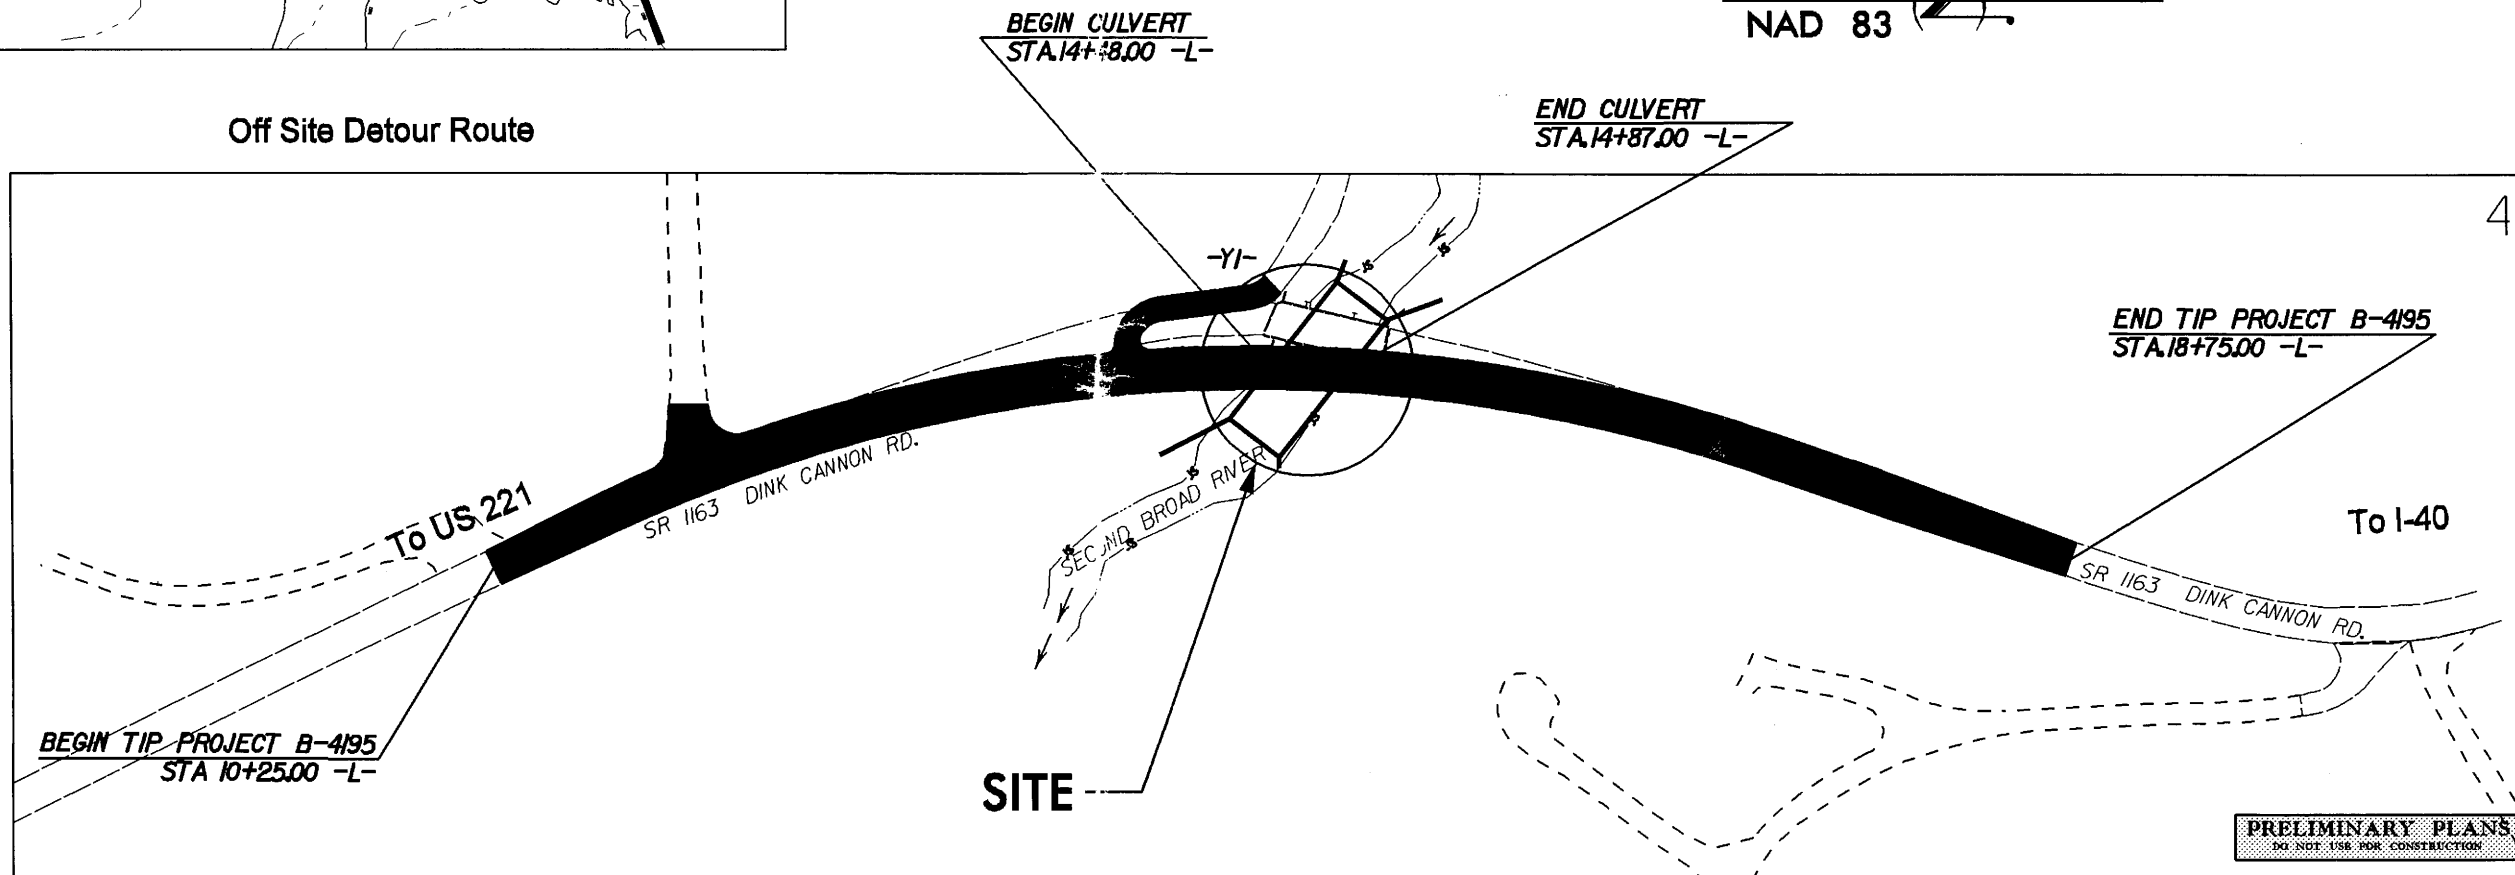 BEGIN CULVERT
STA.14+18.00 -L-
NAD 83
END CULVERT
STA.14+87.00 -L-
Off Site Detour Route
4
-Y1-
END TIP PROJECT B-4195
STA.18+75.00 -L-
SR 1163 DINK CANNON RD.
To US 221
SECOND BROAD RIVER
To I-40
SR 1163 DINK CANNON RD.
BEGIN TIP PROJECT B-4195
STA 10+25.00 -L-
SITE
PRELIMINARY PLANS
DO NOT USE FOR CONSTRUCTION